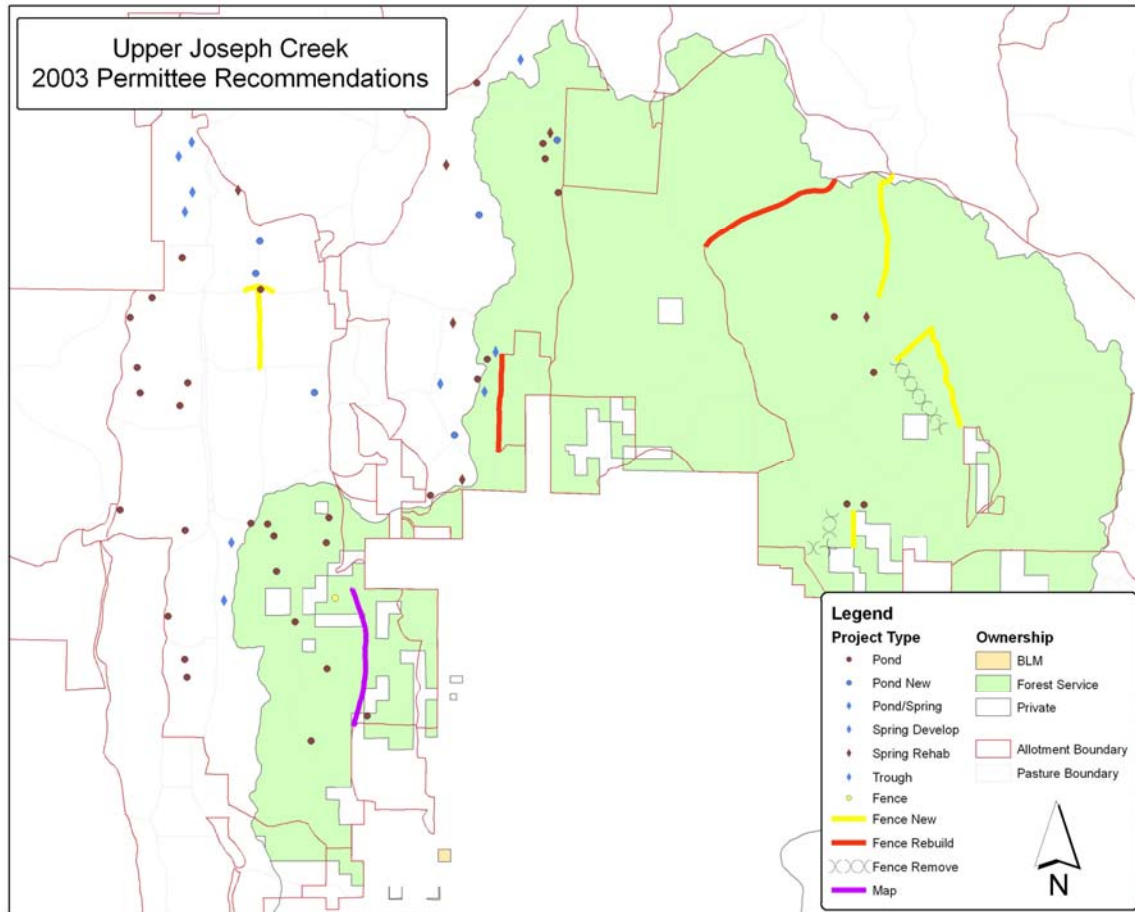 Upper Joseph Creek
2003 Permittee Recommendations
Legend
Project Type
Pond
Pond New
Pond/Spring
Spring Develop
Spring Rehab
Trough
Fence
Fence New
Fence Rebuild
Fence Remove
Map
Ownership
BLM
Forest Service
Private
Allotment Boundary
Pasture Boundary
N